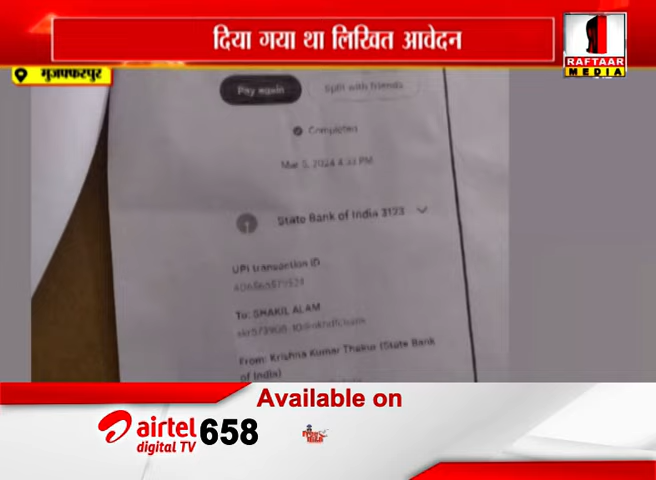 दिया गया था लिखित आवेदन
1
RAFTAAR
MEDIA
मुजफ्फरपुर
Pay again
Split with friends
Completed
Mar 5, 2024 4:33 PM
State Bank of India 3123
UPI transaction ID
To: SHAKIL ALAM
From: Krishna Kumar Thakur (State Bank
of India)
Available on
airtel 658
digital TV